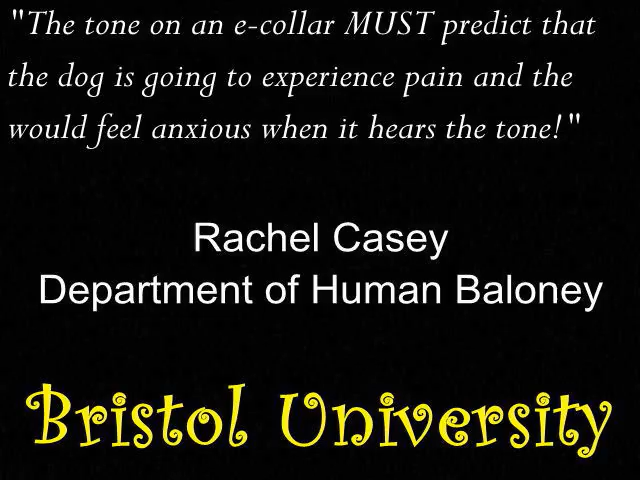 "The tone on an e-collar MUST predict that
the dog is going to experience pain and the
would feel anxious when it hears the tone!"
Rachel Casey
Department of Human Baloney
Bristol University